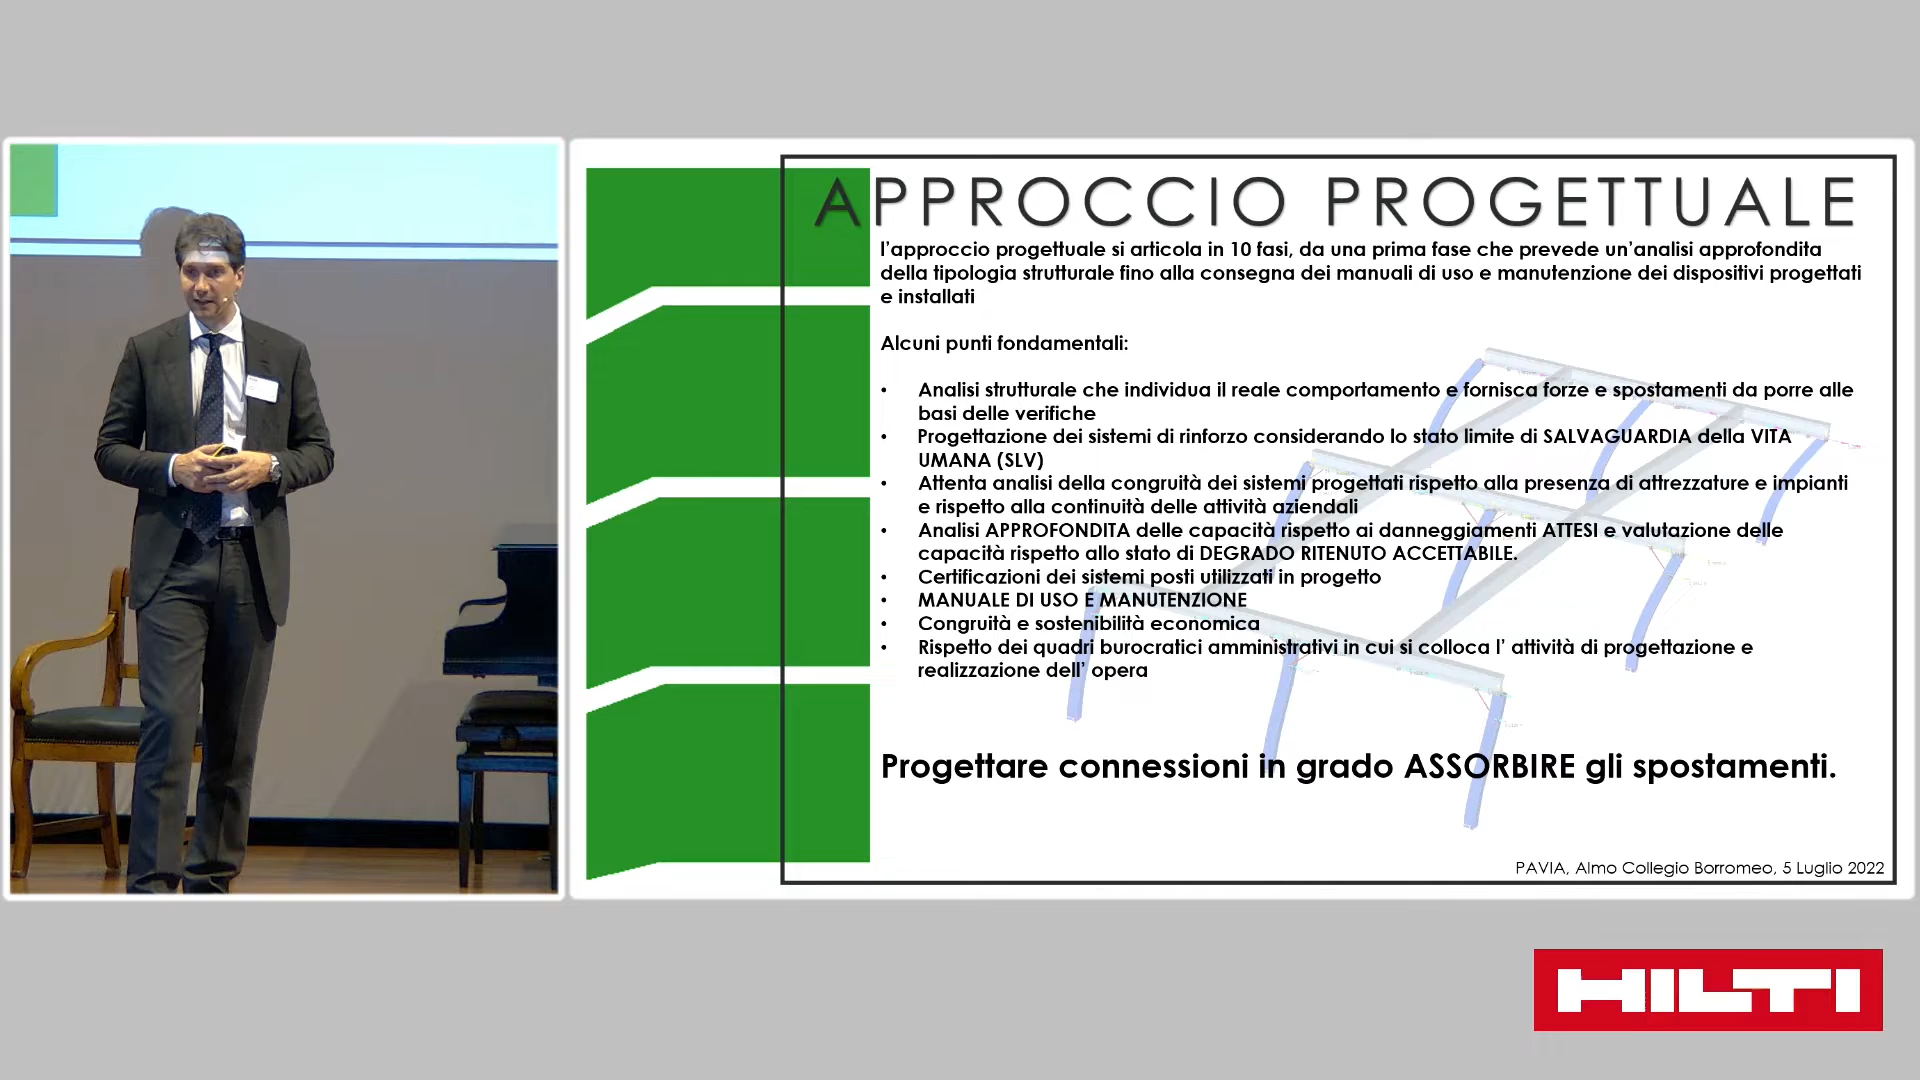 APPROCCIO PROGETTUALE
l'approccio progettuale si articola in 10 fasi, da una prima fase che prevede un'analisi approfondita
della tipologia strutturale fino alla consegna dei manuali di uso e manutenzione dei dispositivi progettati
e installati
Alcuni punti fondamentali:
• Analisi strutturale che individua il reale comportamento e fornisca forze e spostamenti da porre alle
basi delle verifiche
• Progettazione dei sistemi di rinforzo considerando lo stato limite di SALVAGUARDIA della VITA
UMANA (SLV)
• Attenta analisi della congruità dei sistemi progettati rispetto alla presenza di attrezzature e impianti
e rispetto alla continuità delle attività aziendali
• Analisi APPROFONDITA delle capacità rispetto ai danneggiamenti ATTESI e valutazione delle
capacità rispetto allo stato di DEGRADO RITENUTO ACCETTABILE.
• Certificazioni dei sistemi posti utilizzati in progetto
• MANUALE DI USO E MANUTENZIONE
• Congruità e sostenibilità economica
• Rispetto dei quadri burocratici amministrativi in cui si colloca l' attività di progettazione e
realizzazione dell' opera
Progettare connessioni in grado ASSORBIRE gli spostamenti.
PAVIA, Almo Collegio Borromeo, 5 Luglio 2022
HILTI